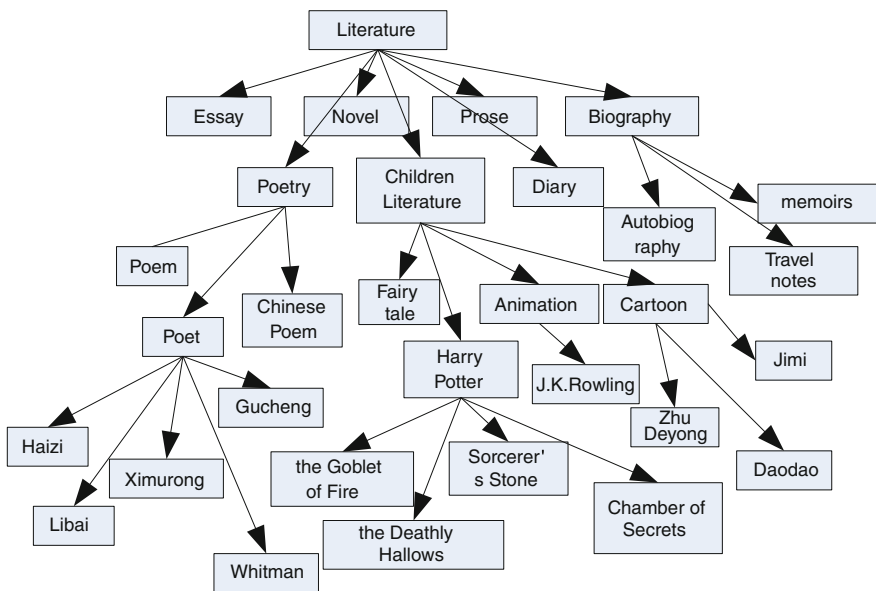 Literature
Essay
Novel
Prose
Biography
Poetry
Children
Literature
Diary
Autobiog
raphy
memoirs
Travel
notes
Poem
Chinese
Poem
Fairy
tale
Animation
Cartoon
Poet
Harry
Potter
J.K.Rowling
Jimi
Gucheng
Zhu
Deyong
Haizi
Ximurong
the Goblet
of Fire
Sorcerer'
s Stone
Daodao
Libai
the Deathly
Hallows
Chamber of
Secrets
Whitman